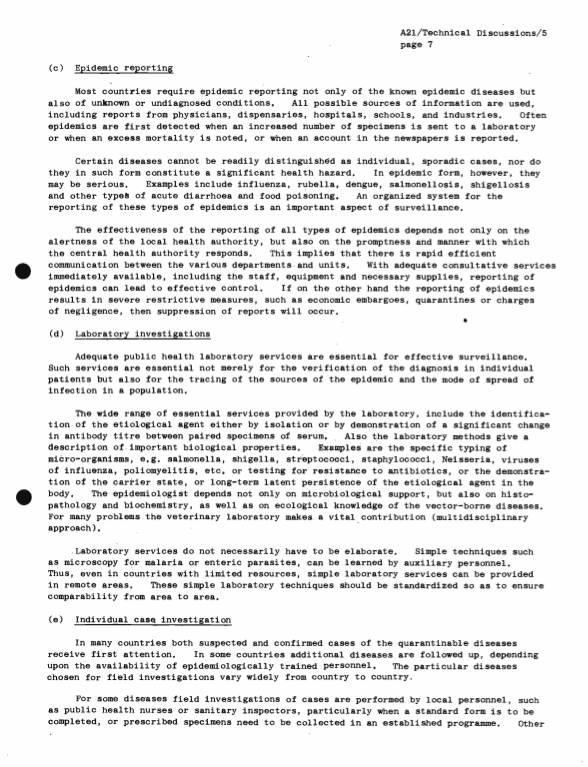 A21/Technical Discussions/5
page 7
(c) Epidemic reporting
Most countries require epidemic reporting not only of the known epidemic diseases but
also of unknown or undiagnosed conditions. All possible sources of information are used,
including reports from physicians, dispensaries, hospitals, schools, and industries. Often
epidemics are first detected when an increased number of specimens is sent to a laboratory
or when an excess mortality is noted, or when an account in the newspapers is reported.
Certain diseases cannot be readily distinguished as individual, sporadic cases, nor do
they in such form constitute a significant health hazard. In epidemic form, however, they
may be serious. Examples include influenza, rubella, dengue, salmonellosis, shigellosis
and other types of acute diarrhoea and food poisoning. An organized system for the
reporting of these types of epidemics is an important aspect of surveillance.
The effectiveness of the reporting of all types of epidemics depends not only on the
alertness of the local health authority, but also on the promptness and manner with which
the central health authority responds. This implies that there is rapid efficient
communication between the various departments and units. With adequate consultative services
immediately available, including the staff, equipment and necessary supplies, reporting of
epidemics can lead to effective control. If on the other hand the reporting of epidemics
results in severe restrictive measures, such as economic embargoes, quarantines or charges
of negligence, then suppression of reports will occur.
(d) Laboratory investigations
Adequate public health laboratory services are essential for effective surveillance.
Such services are essential not merely for the verification of the diagnosis in individual
patients but also for the tracing of the sources of the epidemic and the mode of spread of
infection in a population.
The wide range of essential services provided by the laboratory, include the identifica-
tion of the etiological agent either by isolation or by demonstration of a significant change
in antibody titre between paired specimens of serum. Also the laboratory methods give a
description of important biological properties. Examples are the specific typing of
micro-organisms, e.g. salmonella, shigella, streptococci, staphylococci, Neisseria, viruses
of influenza, poliomyelitis, etc, or testing for resistance to antibiotics, or the demonstra-
tion of the carrier state, or long-term latent persistence of the etiological agent in the
body. The epidemiologist depends not only on microbiological support, but also on histo-
pathology and biochemistry, as well as on ecological knowledge of the vector-borne diseases.
For many problems the veterinary laboratory makes a vital contribution (multidisciplinary
approach).
Laboratory services do not necessarily have to be elaborate. Simple techniques such
as microscopy for malaria or enteric parasites, can be learned by auxiliary personnel.
Thus, even in countries with limited resources, simple laboratory services can be provided
in remote areas. These simple laboratory techniques should be standardized so as to ensure
comparability from area to area.
(e) Individual case investigation
In many countries both suspected and confirmed cases of the quarantinable diseases
receive first attention. In some countries additional diseases are followed up, depending
upon the availability of epidemiologically trained personnel. The particular diseases
chosen for field investigations vary widely from country to country.
For some diseases field investigations of cases are performed by local personnel, such
as public health nurses or sanitary inspectors, particularly when a standard form is to be
completed, or prescribed specimens need to be collected in an established programme. Other